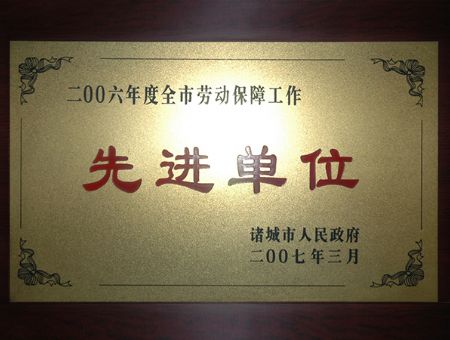 二00六年度全市劳动保障工作
先进单位
诸城市人民政府
二00七年三月